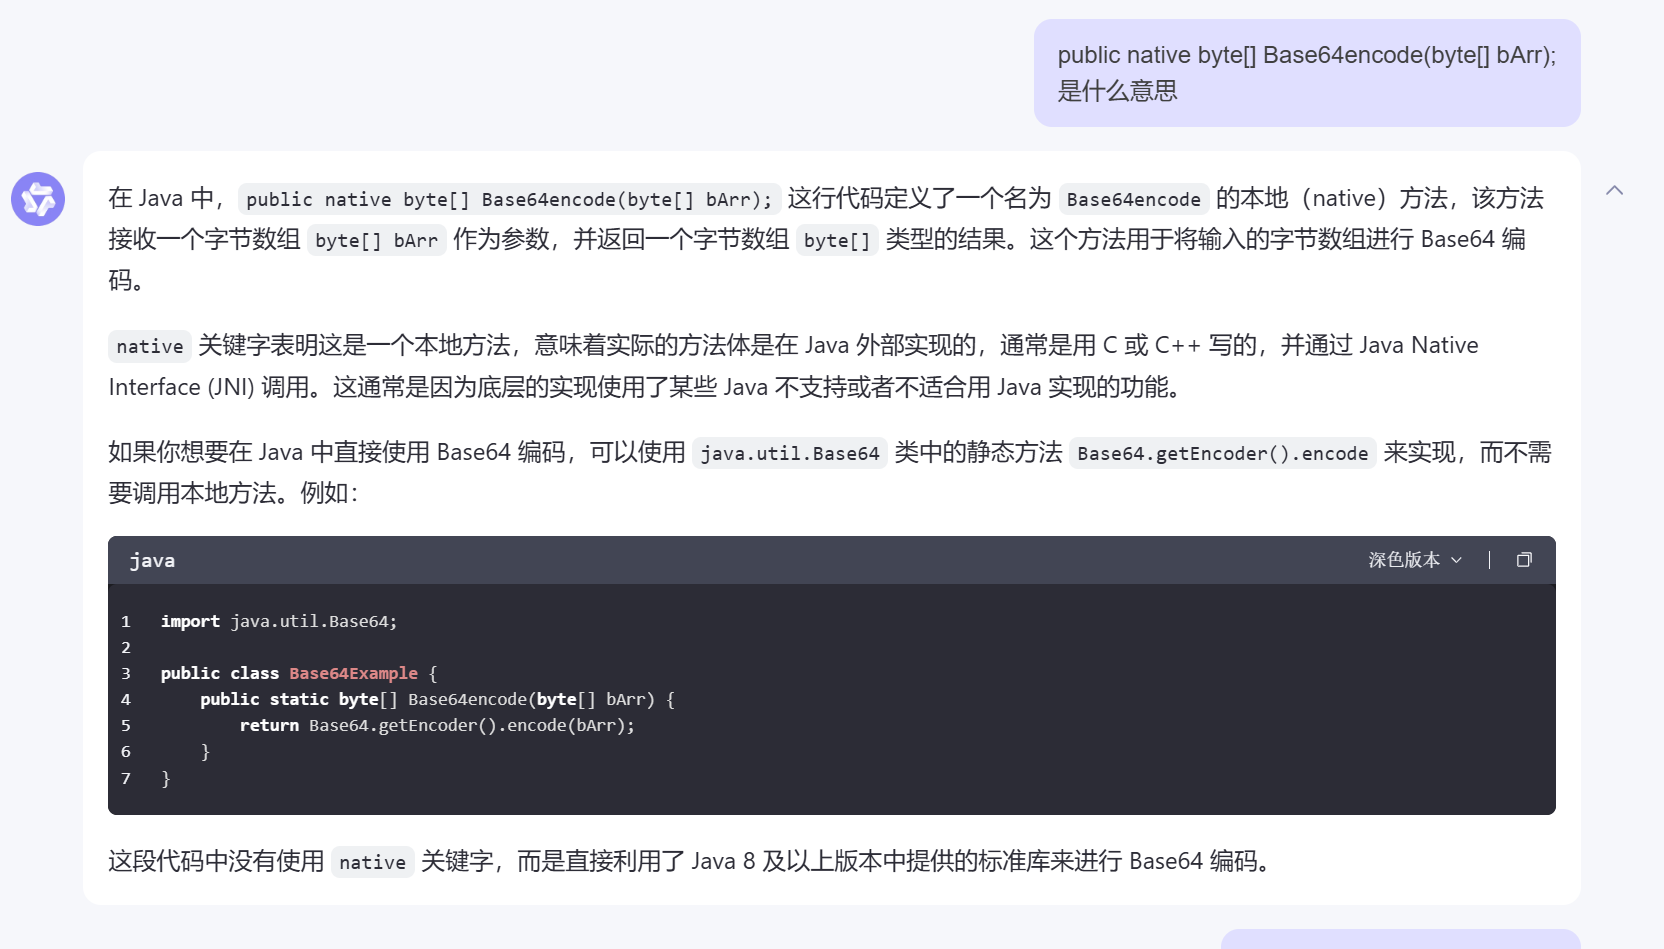 public native byte[] Base64encode(byte[] bArr);
是什么意思
在 Java 中，public native byte[] Base64encode(byte[] bArr); 这行代码定义了一个名为 Base64encode 的本地（native）方法，该方法
接收一个字节数组 byte[] bArr 作为参数，并返回一个字节数组 byte[] 类型的结果。这个方法用于将输入的字节数组进行 Base64 编
码。
native 关键字表明这是一个本地方法，意味着实际的方法体是在 Java 外部实现的，通常是用 C 或 C++ 写的，并通过 Java Native
Interface (JNI) 调用。这通常是因为底层的实现使用了某些 Java 不支持或者不适合用 Java 实现的功能。
如果你想要在 Java 中直接使用 Base64 编码，可以使用 java.util.Base64 类中的静态方法 Base64.getEncoder().encode 来实现，而不需
要调用本地方法。例如：
java 深色版本
1 import java.util.Base64;
2
3 public class Base64Example {
4 public static byte[] Base64encode(byte[] bArr) {
5 return Base64.getEncoder().encode(bArr);
6 }
7 }
这段代码中没有使用 native 关键字，而是直接利用了 Java 8 及以上版本中提供的标准库来进行 Base64 编码。